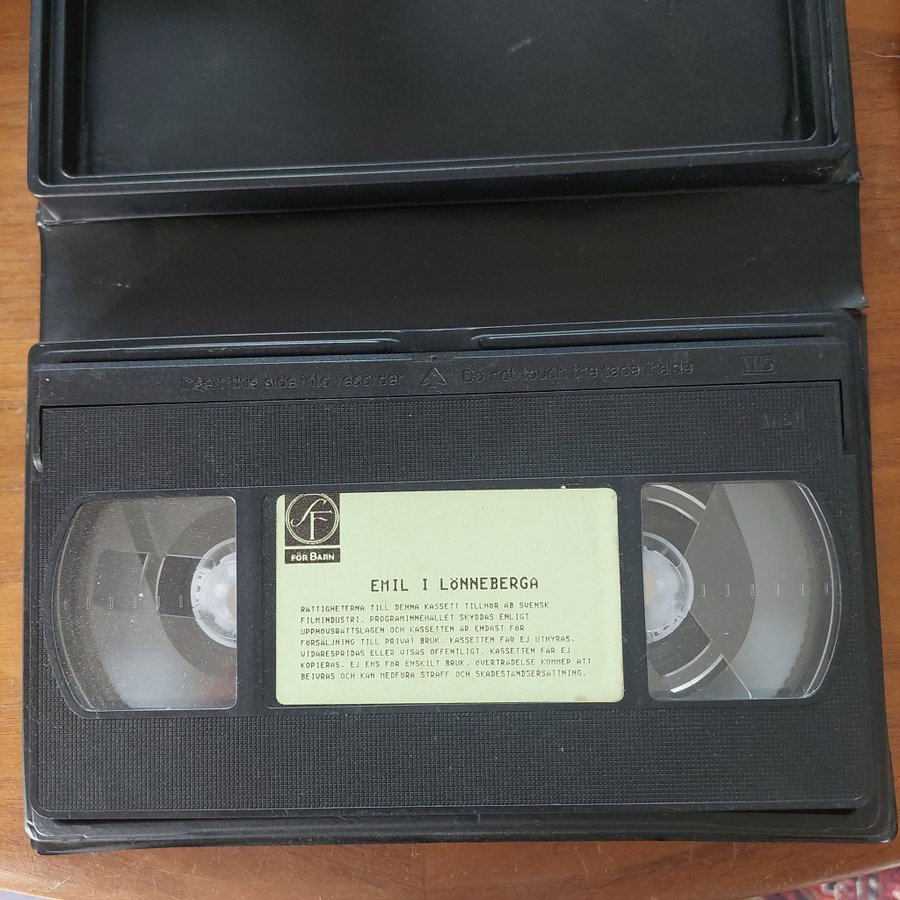 Insert this side into recorder Do not touch the tape inside VHS
SF
FÖR BARN
EMIL I LÖNNEBERGA
RÄTTIGHETERNA TILL DENNA KASSETT TILLHÖR AB SVENSK
FILMINDUSTRI. PROGRAMINNEHÅLLET SKYDDAS ENLIGT
UPPHOVSRÄTTSLAGEN OCH KASSETTEN ÄR ENDAST FÖR
FÖRSÄLJNING TILL PRIVAT BRUK. KASSETTEN FÅR EJ UTHYRAS,
VIDARESPRIDAS ELLER VISAS OFFENTLIGT. KASSETTEN FÅR EJ
KOPIERAS, EJ ENS FÖR ENSKILT BRUK. ÖVERTRÄDELSE KOMMER ATT
BEIVRAS OCH KAN MEDFÖRA STRAFF OCH SKADESTÅNDSERSÄTTNING.